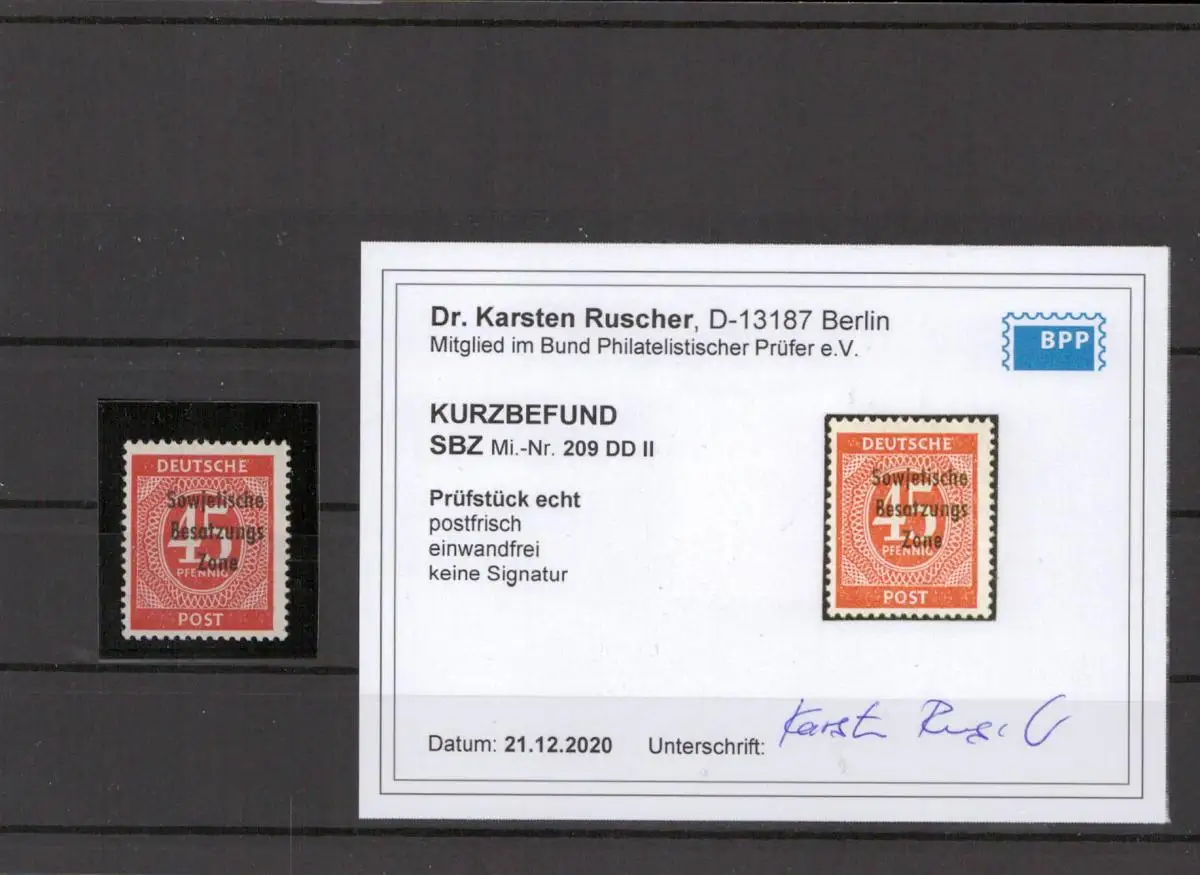 DEUTSCHE
Sowjetische
Besatzungs
45
Zone
PFENNIG
POST
Dr. Karsten Ruscher, D-13187 Berlin
Mitglied im Bund Philatelistischer Prüfer e.V.
BPP
KURZBEFUND
SBZ Mi.-Nr. 209 DD II
Prüfstück echt
postfrisch
einwandfrei
keine Signatur
DEUTSCHE
Sowjetische
Besatzungs
45
Zone
PFENNIG
POST
Datum: 21.12.2020 Unterschrift: